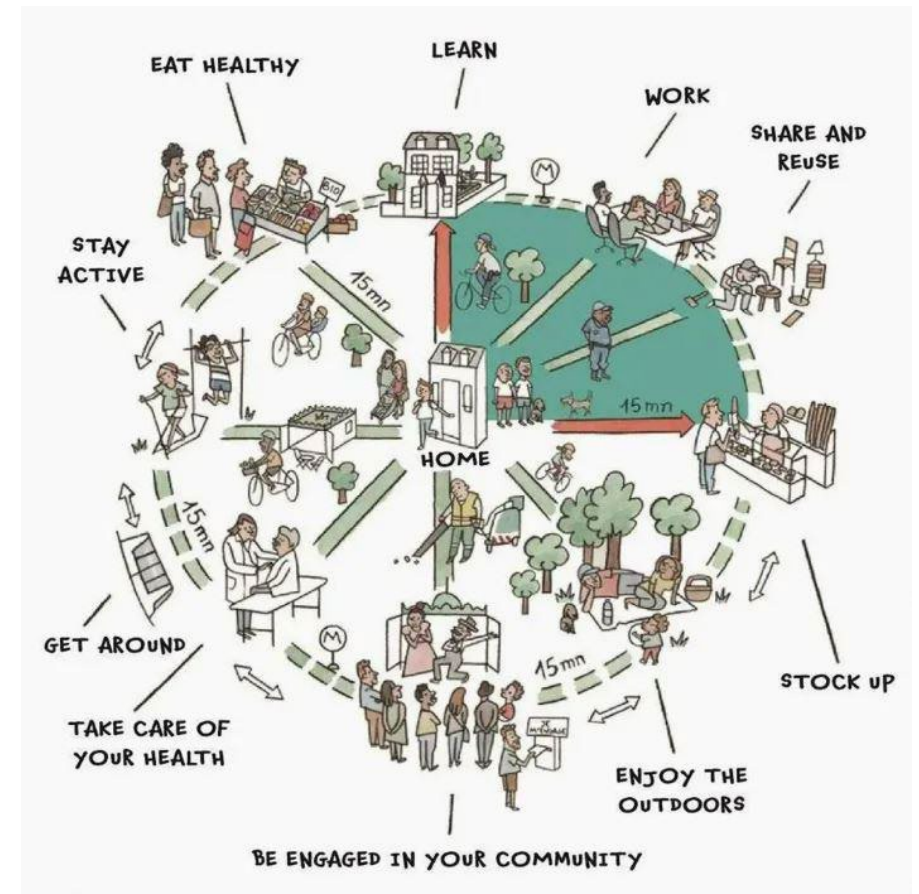 LEARN
EAT HEALTHY
WORK
SHARE AND
REUSE
M
BIO
STAY
ACTIVE
15mn
15mn
HOME
15mn
GET AROUND
M
15mn
STOCK UP
TAKE CARE OF
YOUR HEALTH
JE
ENJOY THE
OUTDOORS
BE ENGAGED IN YOUR COMMUNITY